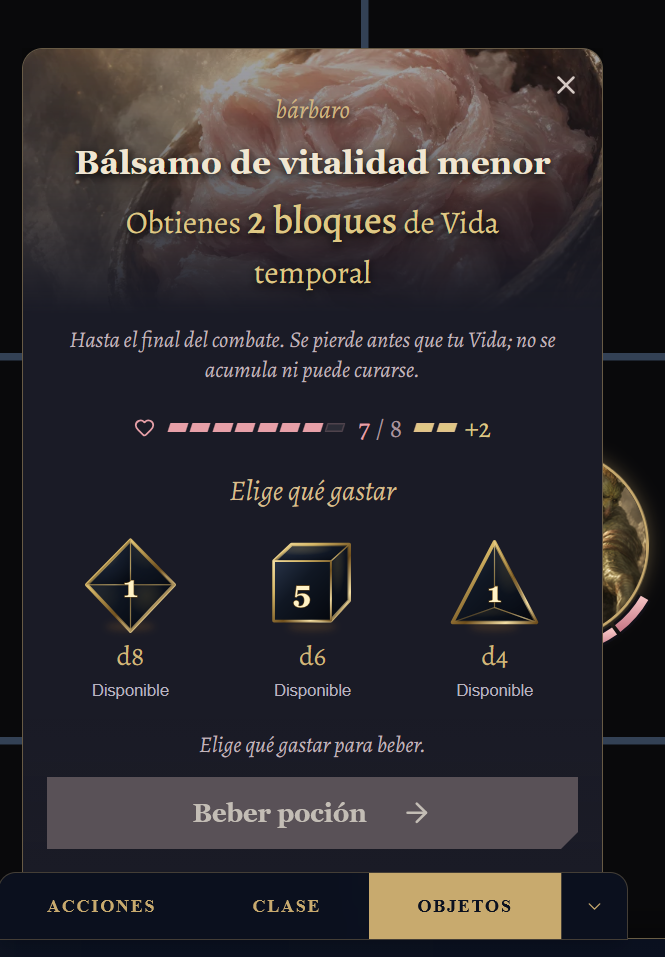 bárbaro
Bálsamo de vitalidad menor
Obtienes 2 bloques de Vida
temporal
Hasta el final del combate. Se pierde antes que tu Vida; no se
acumula ni puede curarse.
7 / 8 +2
Elige qué gastar
1 5 1
d8 d6 d4
Disponible Disponible Disponible
Elige qué gastar para beber.
Beber poción →
ACCIONES CLASE OBJETOS